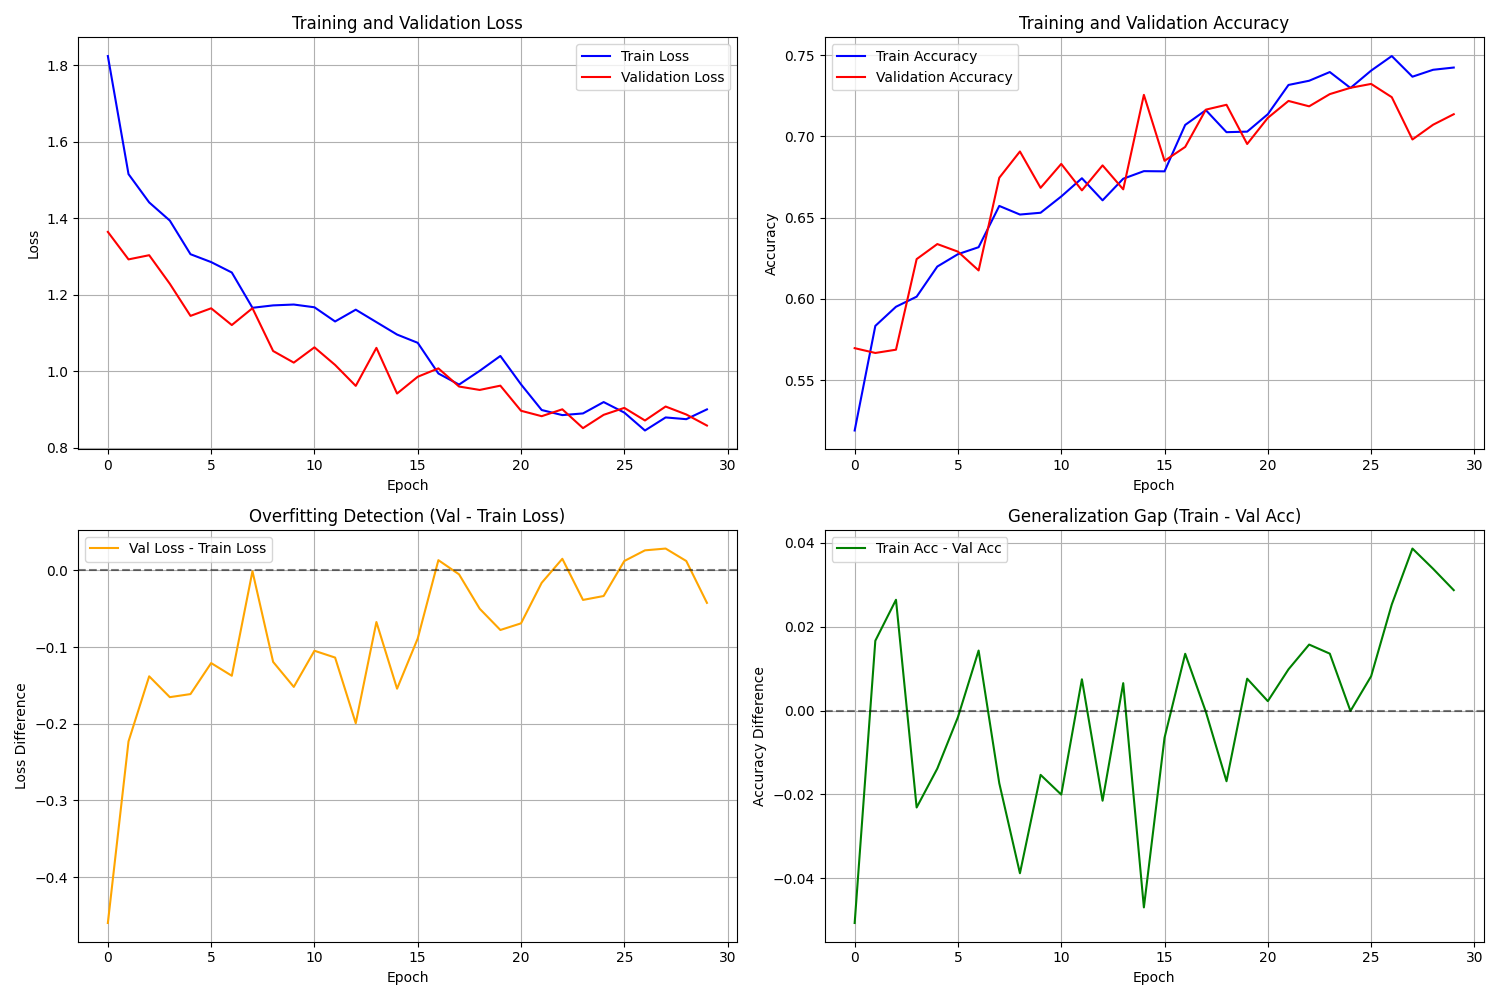 Training and Validation Loss
Train Loss
Validation Loss
1.8
1.6
1.4
1.2
1.0
0.8
Loss
0 5 10 15 20 25 30
Epoch
Training and Validation Accuracy
Train Accuracy
Validation Accuracy
0.75
0.70
0.65
0.60
0.55
Accuracy
0 5 10 15 20 25 30
Epoch
Overfitting Detection (Val - Train Loss)
Val Loss - Train Loss
0.0
−0.1
−0.2
−0.3
−0.4
Loss Difference
0 5 10 15 20 25 30
Epoch
Generalization Gap (Train - Val Acc)
Train Acc - Val Acc
0.04
0.02
0.00
−0.02
−0.04
Accuracy Difference
0 5 10 15 20 25 30
Epoch